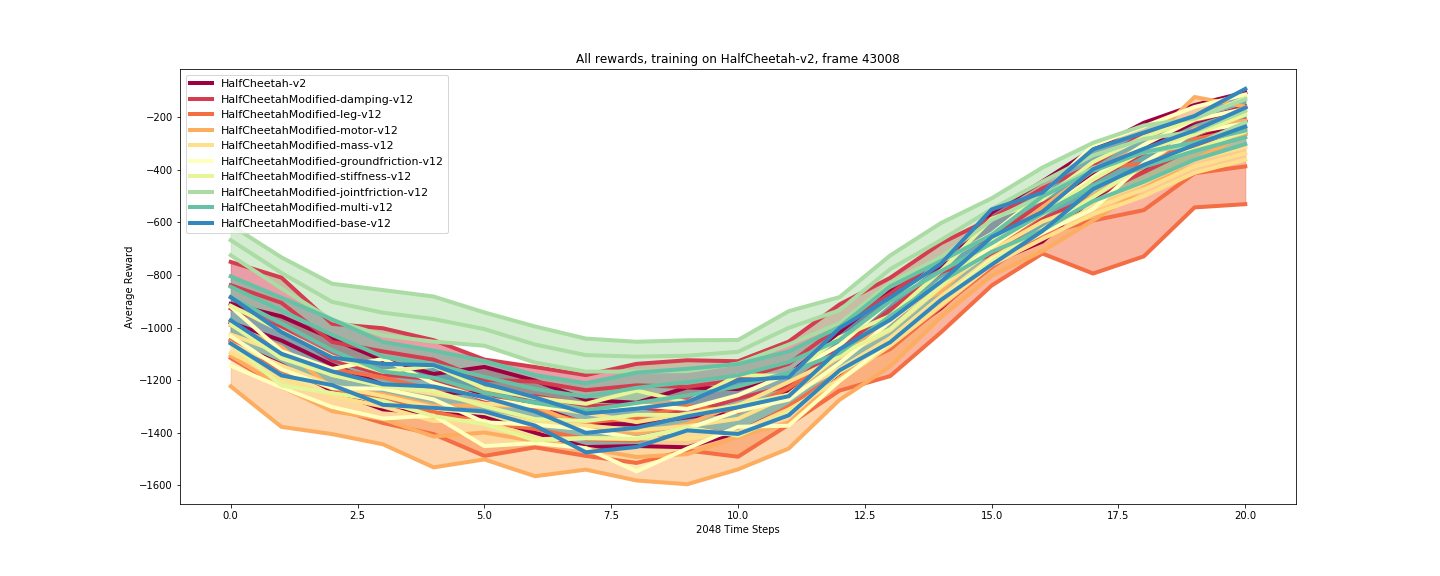 All rewards, training on HalfCheetah-v2, frame 43008
HalfCheetah-v2
HalfCheetahModified-damping-v12
HalfCheetahModified-leg-v12
HalfCheetahModified-motor-v12
HalfCheetahModified-mass-v12
HalfCheetahModified-groundfriction-v12
HalfCheetahModified-stiffness-v12
HalfCheetahModified-jointfriction-v12
HalfCheetahModified-multi-v12
HalfCheetahModified-base-v12
Average Reward
−200
−400
−600
−800
−1000
−1200
−1400
−1600
0.0 2.5 5.0 7.5 10.0 12.5 15.0 17.5 20.0
2048 Time Steps